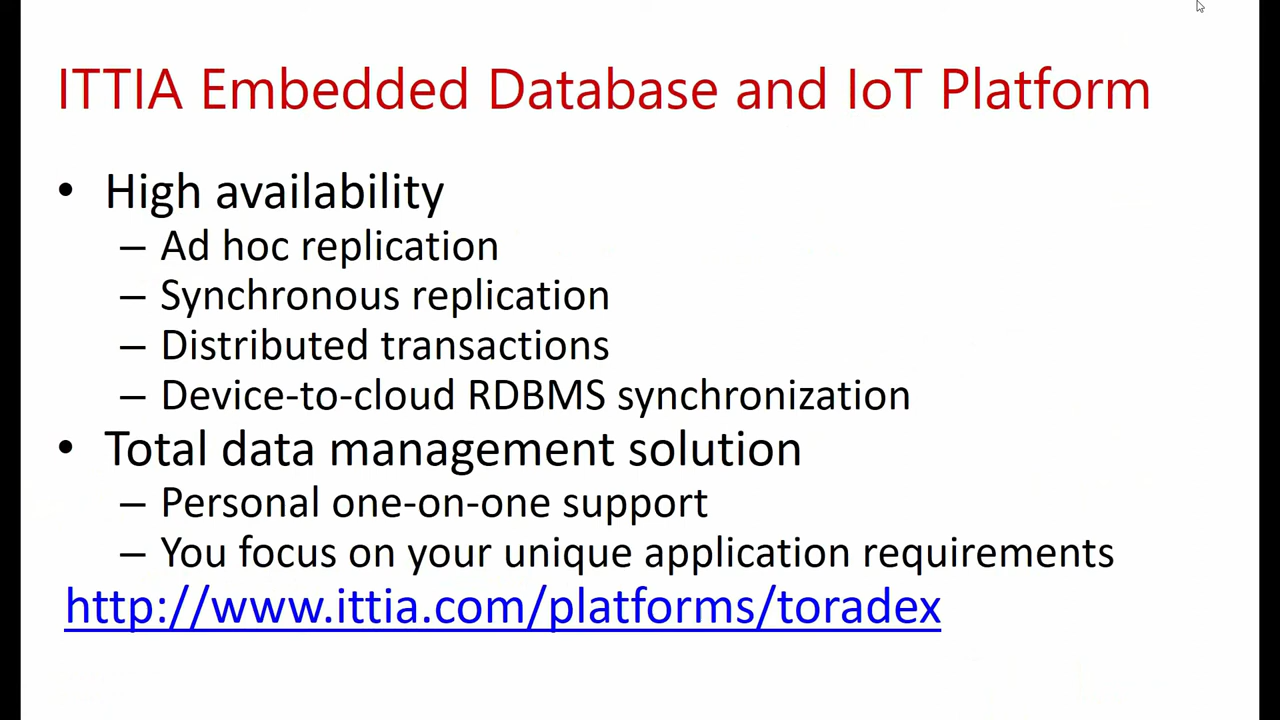 ITTIA Embedded Database and IoT Platform
• High availability
– Ad hoc replication
– Synchronous replication
– Distributed transactions
– Device-to-cloud RDBMS synchronization
• Total data management solution
– Personal one-on-one support
– You focus on your unique application requirements
http://www.ittia.com/platforms/toradex